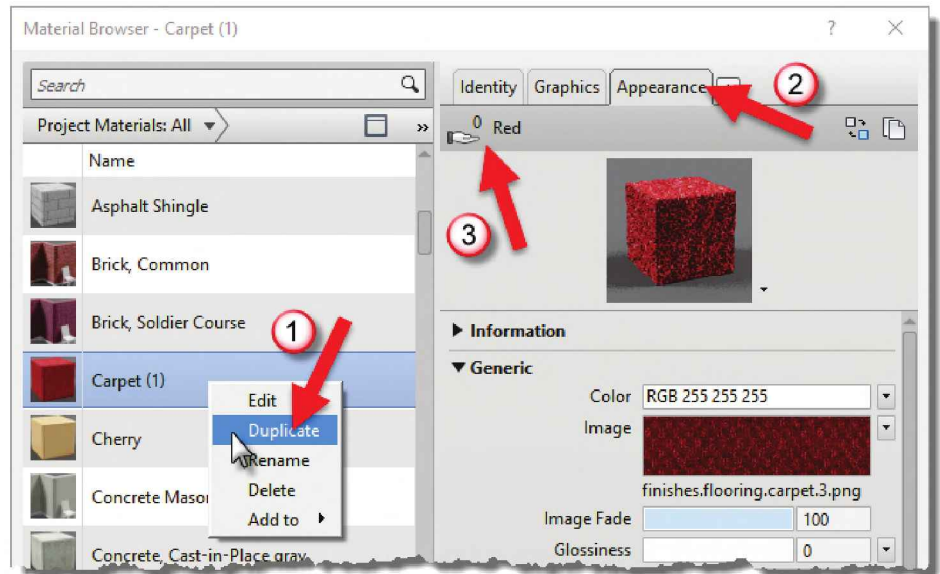 Material Browser - Carpet (1)
? ×
Search
Project Materials: All
»
Name
Asphalt Shingle
Brick, Common
Brick, Soldier Course
Carpet (1)
Cherry
Concrete Mason
Concrete, Cast-in-Place gray
1
Edit
Duplicate
Rename
Delete
Add to
Identity Graphics Appearance
2
0 Red
3
Information
Generic
Color RGB 255 255 255
Image
finishes.flooring.carpet.3.png
Image Fade 100
Glossiness 0